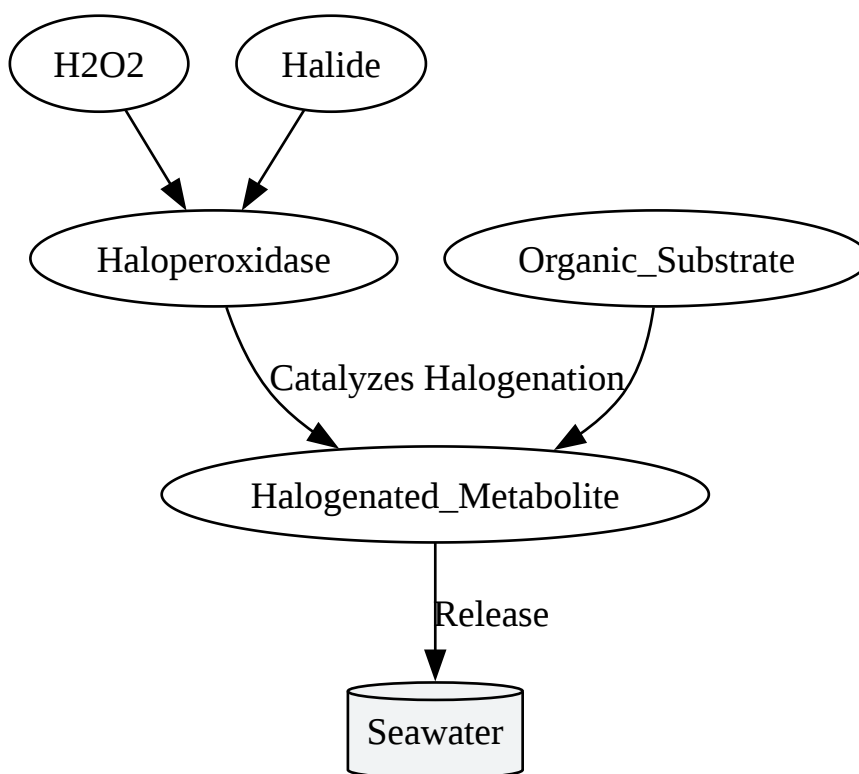 H2O2
Halide
Haloperoxidase
Organic_Substrate
Catalyzes Halogenation
Halogenated_Metabolite
Release
Seawater